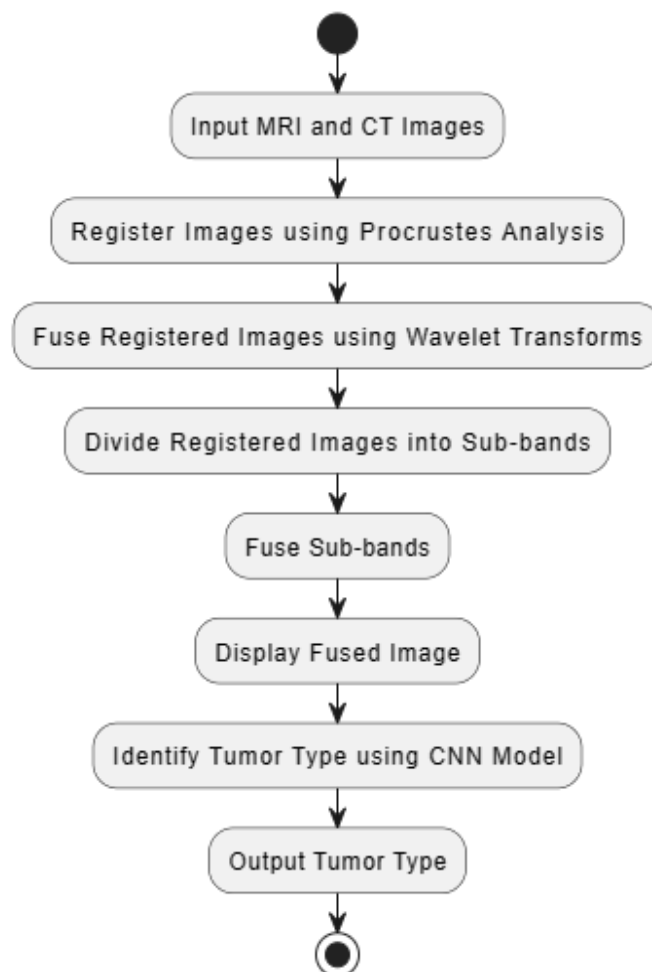 Input MRI and CT Images
Register Images using Procrustes Analysis
Fuse Registered Images using Wavelet Transforms
Divide Registered Images into Sub-bands
Fuse Sub-bands
Display Fused Image
Identify Tumor Type using CNN Model
Output Tumor Type